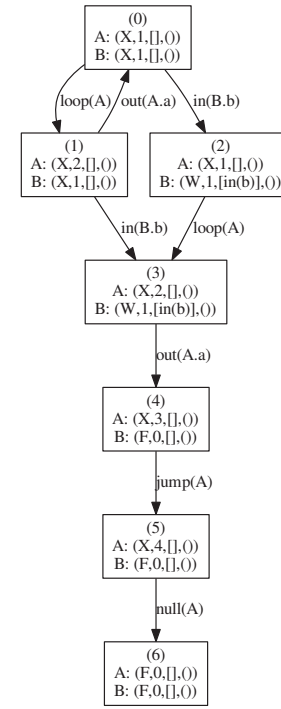 (0)
A: (X,1,[],())
B: (X,1,[],())
loop(A)
out(A.a)
in(B.b)
(1)
A: (X,2,[],())
B: (X,1,[],())
(2)
A: (X,1,[],())
B: (W,1,[in(b)],())
in(B.b)
loop(A)
(3)
A: (X,2,[],())
B: (W,1,[in(b)],())
out(A.a)
(4)
A: (X,3,[],())
B: (F,0,[],())
jump(A)
(5)
A: (X,4,[],())
B: (F,0,[],())
null(A)
(6)
A: (F,0,[],())
B: (F,0,[],())